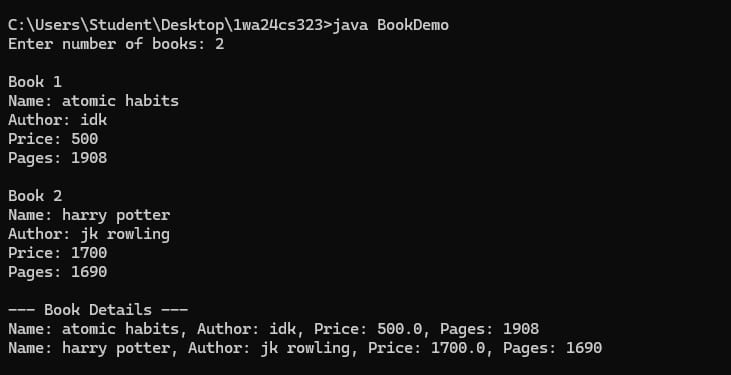 C:\Users\Student\Desktop\1wa24cs323>java BookDemo
Enter number of books: 2
Book 1
Name: atomic habits
Author: idk
Price: 500
Pages: 1908
Book 2
Name: harry potter
Author: jk rowling
Price: 1700
Pages: 1690
--- Book Details ---
Name: atomic habits, Author: idk, Price: 500.0, Pages: 1908
Name: harry potter, Author: jk rowling, Price: 1700.0, Pages: 1690